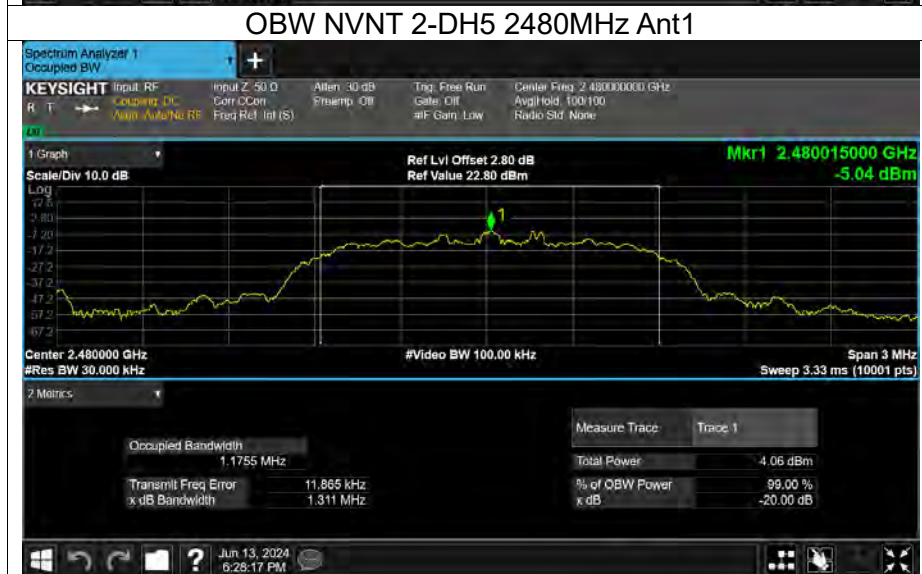 OBW NVNT 2-DH5 2480MHz Ant1
Spectrum Analyzer 1
Occupied BW
+
KEYSIGHT Input: RF Input Z: 50 Ω Atten: 30 dB Trig: Free Run Center Freq: 2.480000000 GHz
R T Coupling: DC Corr CCorr Preamp: Off Gate: Off Avg|Hold: 100/100
Align: Auto/No RF Freq Ref: Int (S) #IF Gain: Low Radio Std: None
1 Graph Ref Lvl Offset 2.80 dB Mkr1 2.480015000 GHz
Scale/Div 10.0 dB Ref Value 22.80 dBm -5.04 dBm
Log
12.8
2.80
-7.20
-17.2
-27.2
-37.2
-47.2
-57.2
-67.2
1
Center 2.480000 GHz #Video BW 100.00 kHz Span 3 MHz
#Res BW 30.000 kHz Sweep 3.33 ms (10001 pts)
2 Metrics
Measure Trace Trace 1
Occupied Bandwidth
1.1755 MHz Total Power 4.06 dBm
Transmit Freq Error 11.865 kHz % of OBW Power 99.00 %
x dB Bandwidth 1.311 MHz x dB -20.00 dB
? Jun 13, 2024
6:28:17 PM